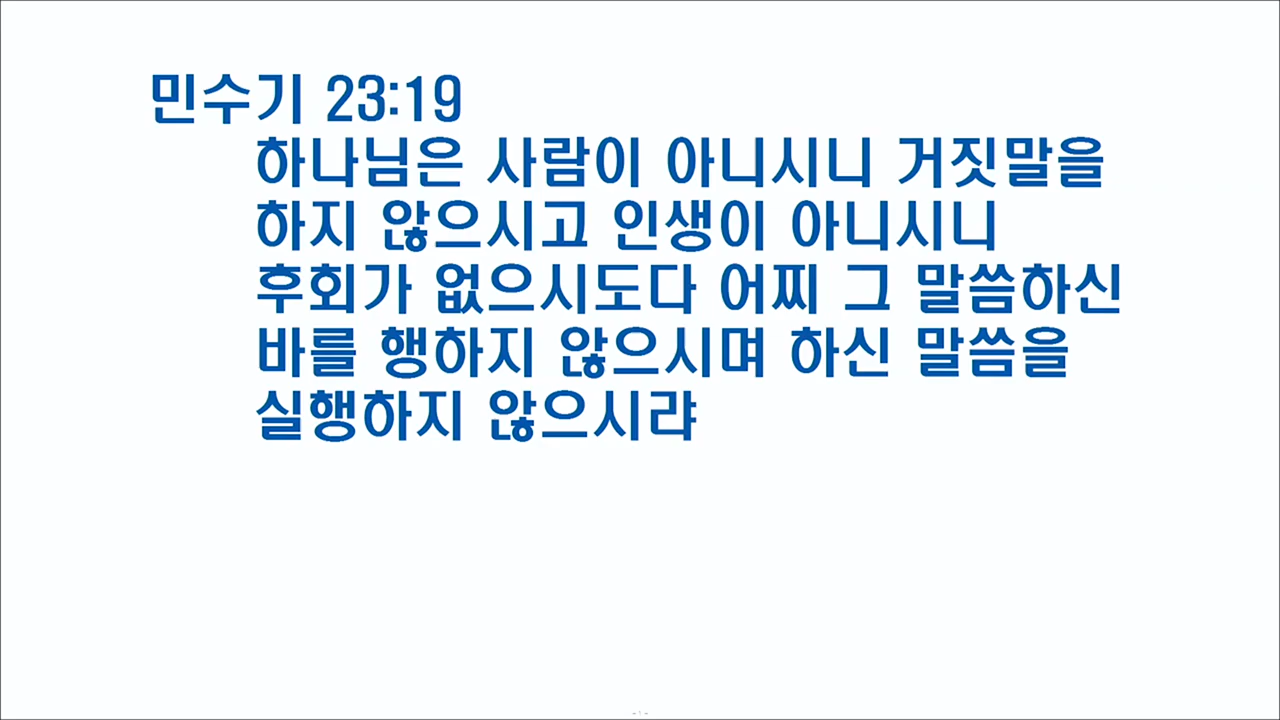 민수기 23:19
하나님은 사람이 아니시니 거짓말을
하지 않으시고 인생이 아니시니
후회가 없으시도다 어찌 그 말씀하신
바를 행하지 않으시며 하신 말씀을
실행하지 않으시랴